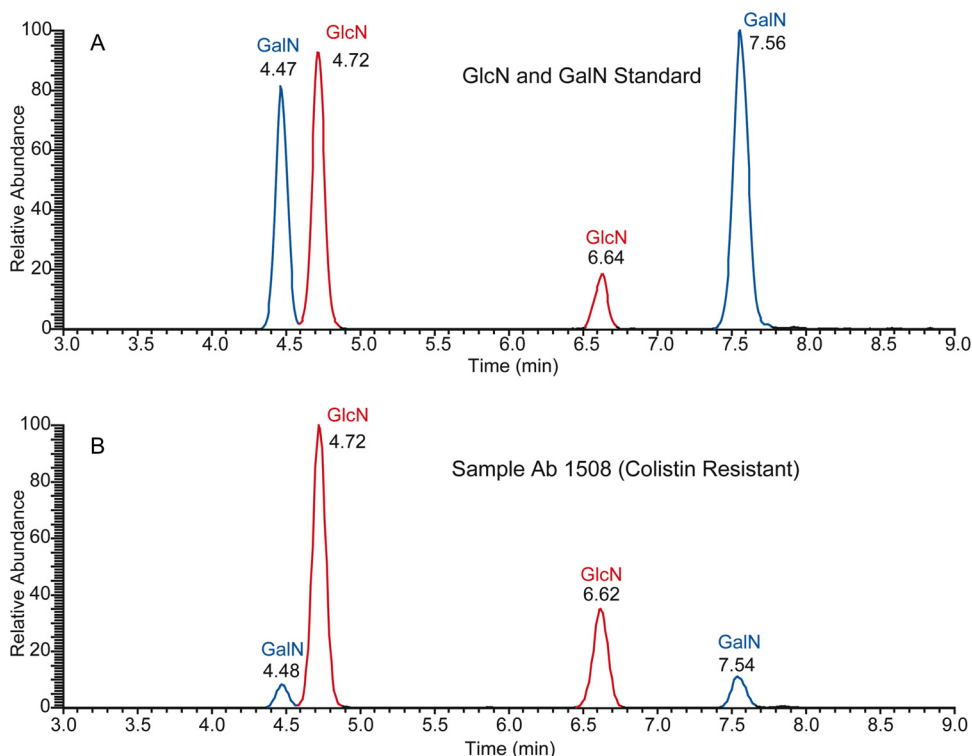 A
GlcN and GalN Standard
GalN
4.47
GlcN
4.72
GlcN
6.64
GalN
7.56
Relative Abundance
100
80
60
40
20
0
3.0 3.5 4.0 4.5 5.0 5.5 6.0 6.5 7.0 7.5 8.0 8.5 9.0
Time (min)
B
Sample Ab 1508 (Colistin Resistant)
GalN
4.48
GlcN
4.72
GlcN
6.62
GalN
7.54
Relative Abundance
100
80
60
40
20
0
3.0 3.5 4.0 4.5 5.0 5.5 6.0 6.5 7.0 7.5 8.0 8.5 9.0
Time (min)